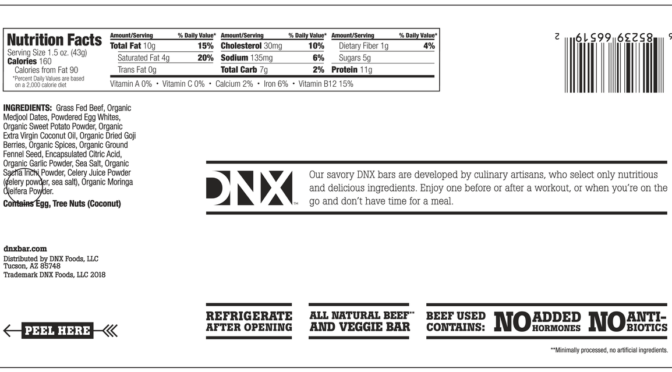 Nutrition Facts
Serving Size 1.5 oz. (43g)
Calories 160
Calories from Fat 90
*Percent Daily Values are based
on a 2,000 calorie diet
Amount/Serving % Daily Value* Amount/Serving % Daily Value* Amount/Serving % Daily Value*
Total Fat 10g 15% Cholesterol 30mg 10% Dietary Fiber 1g 4%
Saturated Fat 4g 20% Sodium 135mg 6% Sugars 5g
Trans Fat 0g Total Carb 7g 2% Protein 11g
Vitamin A 0% • Vitamin C 0% • Calcium 2% • Iron 6% • Vitamin B12 15%
8 52369 66519 2
INGREDIENTS: Grass Fed Beef, Organic
Medjool Dates, Powdered Egg Whites,
Organic Sweet Potato Powder, Organic
Extra Virgin Coconut Oil, Organic Dried Goji
Berries, Organic Spices, Organic Ground
Fennel Seed, Encapsulated Citric Acid,
Organic Garlic Powder, Sea Salt, Organic
Sacha Inchi Powder, Celery Juice Powder
(celery powder, sea salt), Organic Moringa
Oleifera Powder.
Contains Egg, Tree Nuts (Coconut)
DNX™
Our savory DNX bars are developed by culinary artisans, who select only nutritious
and delicious ingredients. Enjoy one before or after a workout, or when you're on the
go and don't have time for a meal.
dnxbar.com
Distributed by DNX Foods, LLC
Tucson, AZ 85748
Trademark DNX Foods, LLC 2018
PEEL HERE
REFRIGERATE
AFTER OPENING
ALL NATURAL BEEF**
AND VEGGIE BAR
BEEF USED
CONTAINS:
NO ADDED
HORMONES
NO ANTI-
BIOTICS
**Minimally processed, no artificial ingredients.